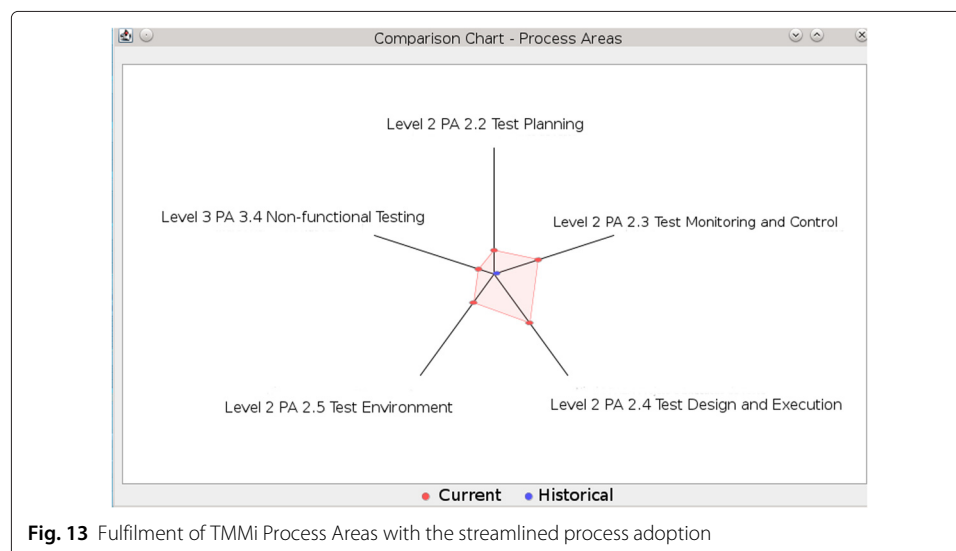 Comparison Chart - Process Areas
Level 2 PA 2.2 Test Planning
Level 3 PA 3.4 Non-functional Testing
Level 2 PA 2.3 Test Monitoring and Control
Level 2 PA 2.5 Test Environment
Level 2 PA 2.4 Test Design and Execution
Current Historical
Fig. 13 Fulfilment of TMMi Process Areas with the streamlined process adoption